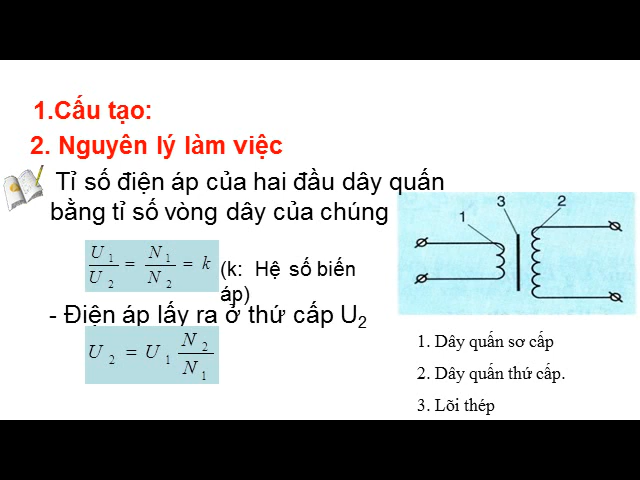 1.Cấu tạo:
2. Nguyên lý làm việc
Tỉ số điện áp của hai đầu dây quấn
bằng tỉ số vòng dây của chúng
U1/U2 = N1/N2 = k
(k: Hệ số biến
áp)
- Điện áp lấy ra ở thứ cấp U2
U2 = U1 N2/N1
1
3
2
1. Dây quấn sơ cấp
2. Dây quấn thứ cấp.
3. Lõi thép